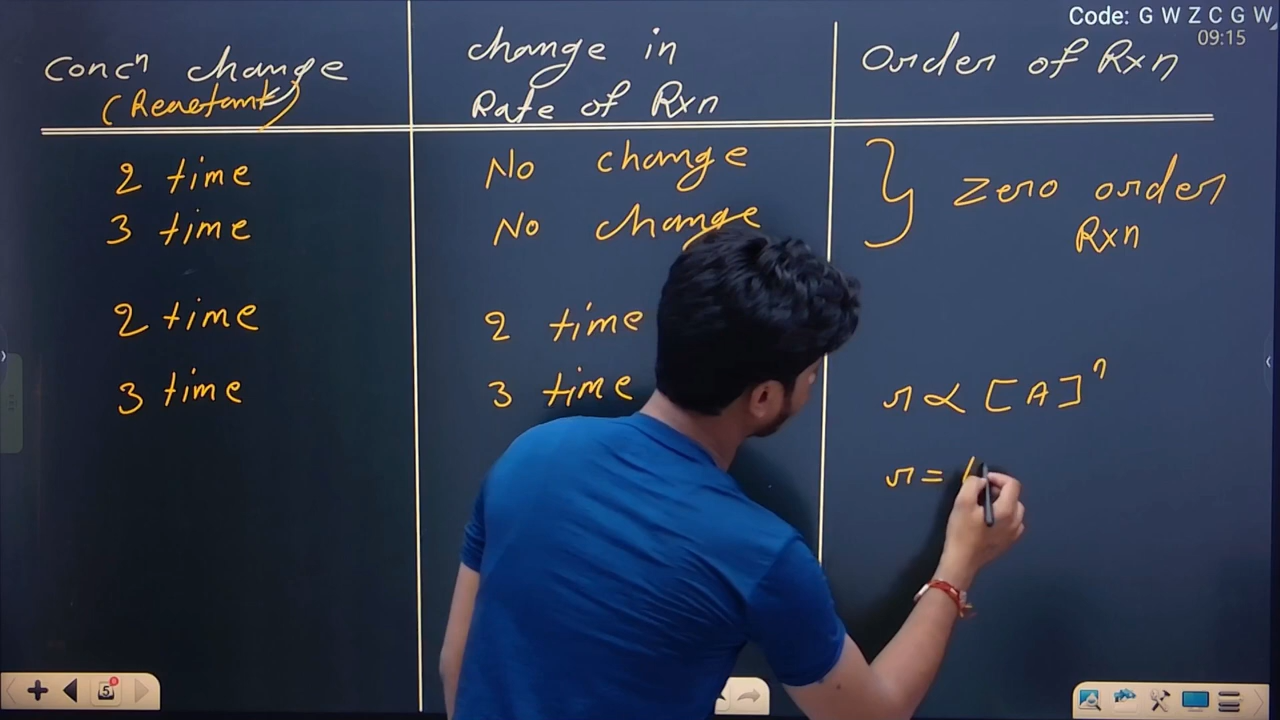 Code: G W Z C G W
09:15
Concⁿ change
(Reactant)
change in
Rate of Rxn
Order of Rxn
2 time
No change
3 time
No change
} zero order
Rxn
2 time
2 time
3 time
3 time
r ∝ [A]ⁿ
r =
5